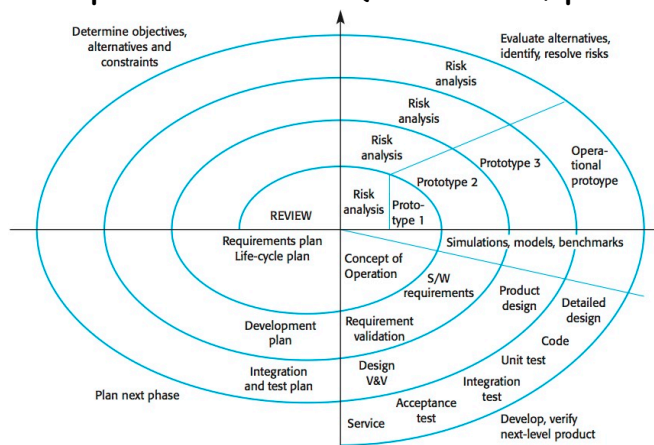 Determine objectives,
alternatives and
constraints
Evaluate alternatives,
identify, resolve risks
Risk
analysis
Risk
analysis
Risk
analysis
Risk
analysis
Proto-
type 1
Prototype 2
Prototype 3
Opera-
tional
protoype
REVIEW
Requirements plan
Life-cycle plan
Simulations, models, benchmarks
Concept of
Operation
S/W
requirements
Product
design
Detailed
design
Development
plan
Requirement
validation
Code
Unit test
Integration
and test plan
Design
V&V
Integration
test
Plan next phase
Acceptance
test
Service
Develop, verify
next-level product